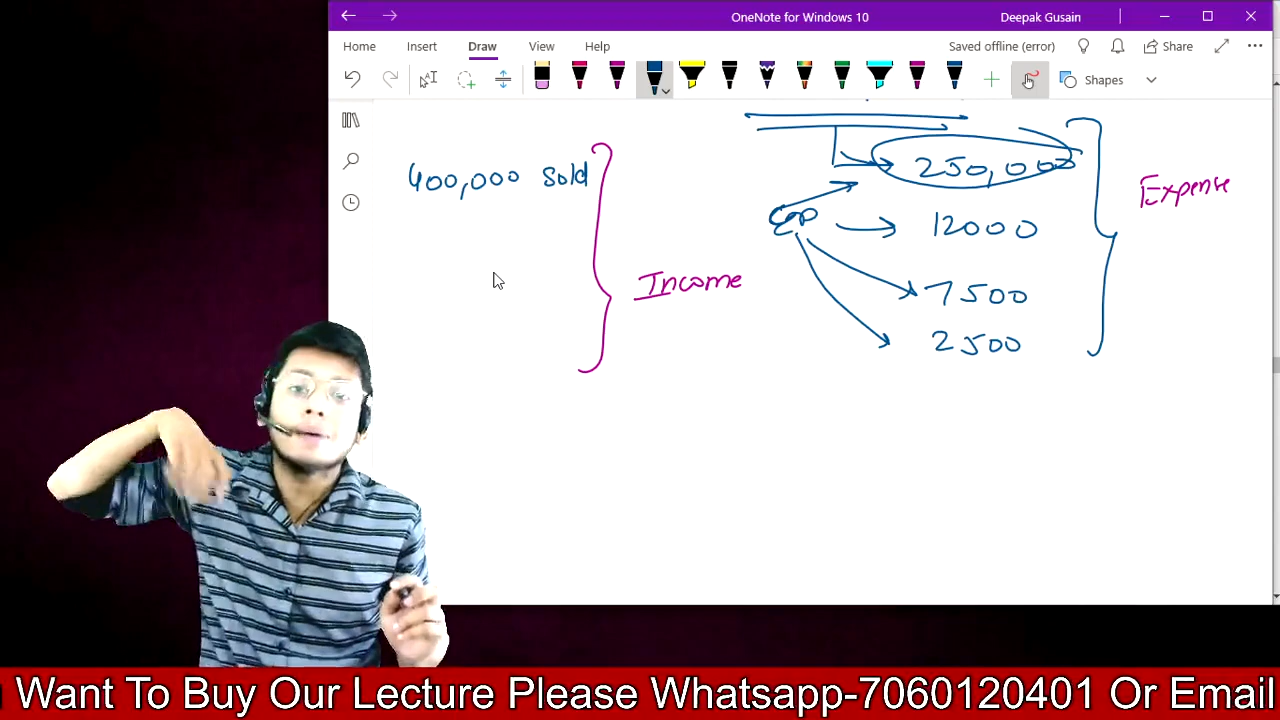 OneNote for Windows 10
Deepak Gusain
Home Insert Draw View Help
Saved offline (error)
Share
Shapes
400,000 Sold
Income
250,000
12000
7500
2500
Expense
Want To Buy Our Lecture Please Whatsapp-7060120401 Or Email